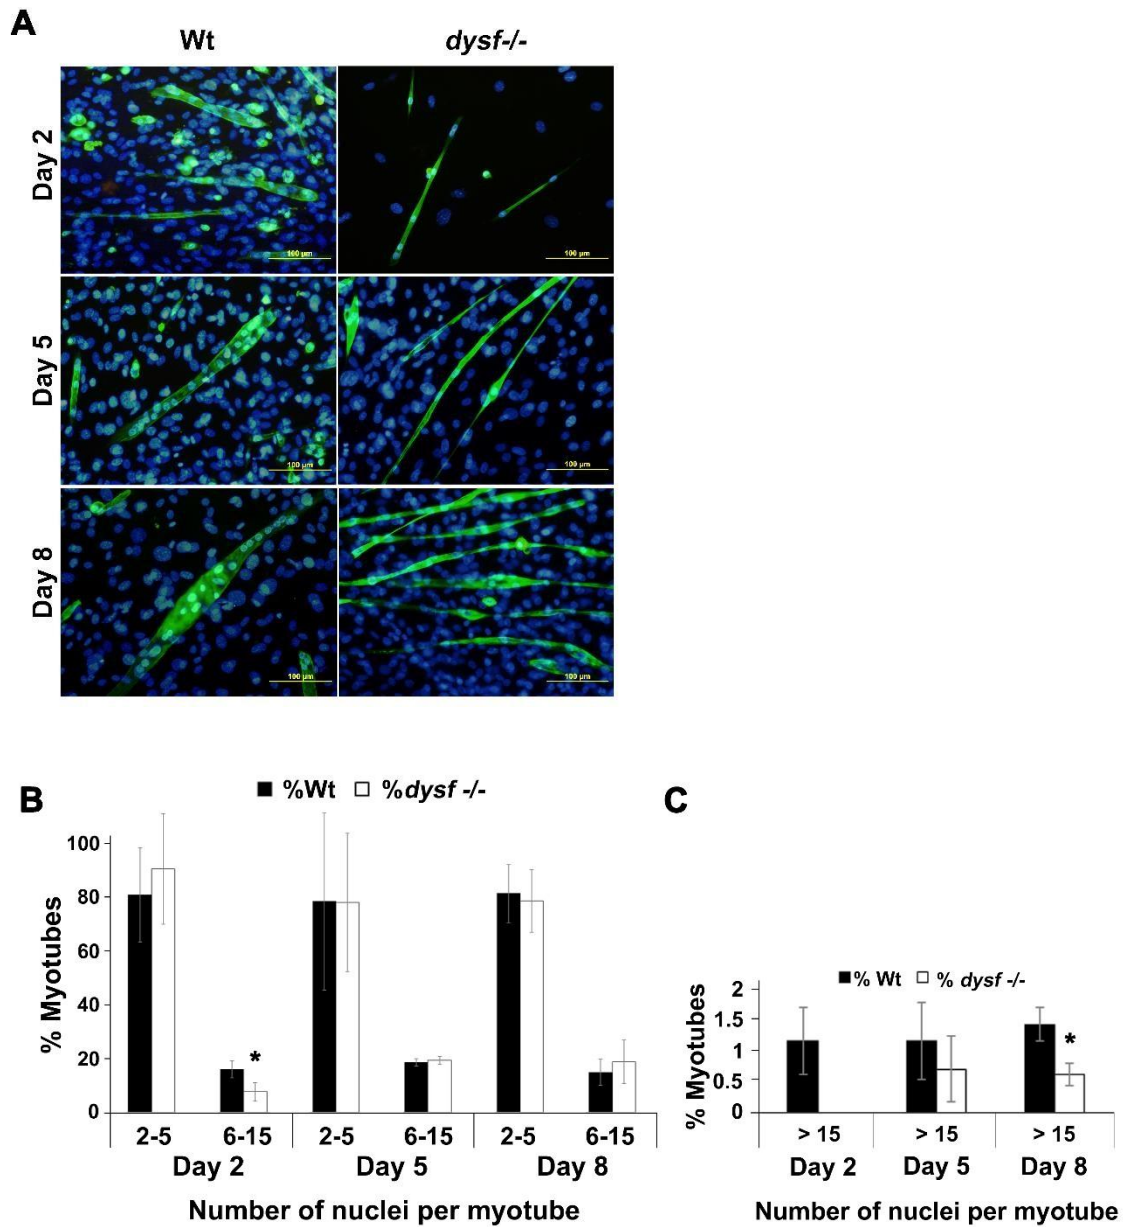 A
Wt dysf-/-
Day 2
100 µm 100 µm
Day 5
100 µm 100 µm
Day 8
100 µm 100 µm
B
%Wt %dysf -/-
% Myotubes
100
80
60
40
20
0
*
2-5 6-15 2-5 6-15 2-5 6-15
Day 2 Day 5 Day 8
Number of nuclei per myotube
C
% Wt % dysf -/-
% Myotubes
2
1.5
1
0.5
0
*
> 15 > 15 > 15
Day 2 Day 5 Day 8
Number of nuclei per myotube